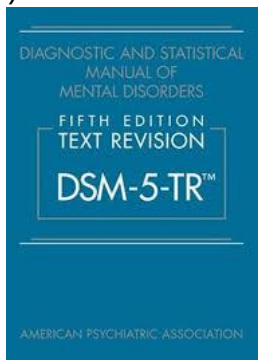 DIAGNOSTIC AND STATISTICAL
MANUAL OF
MENTAL DISORDERS
FIFTH EDITION
TEXT REVISION
DSM-5-TR™
AMERICAN PSYCHIATRIC ASSOCIATION